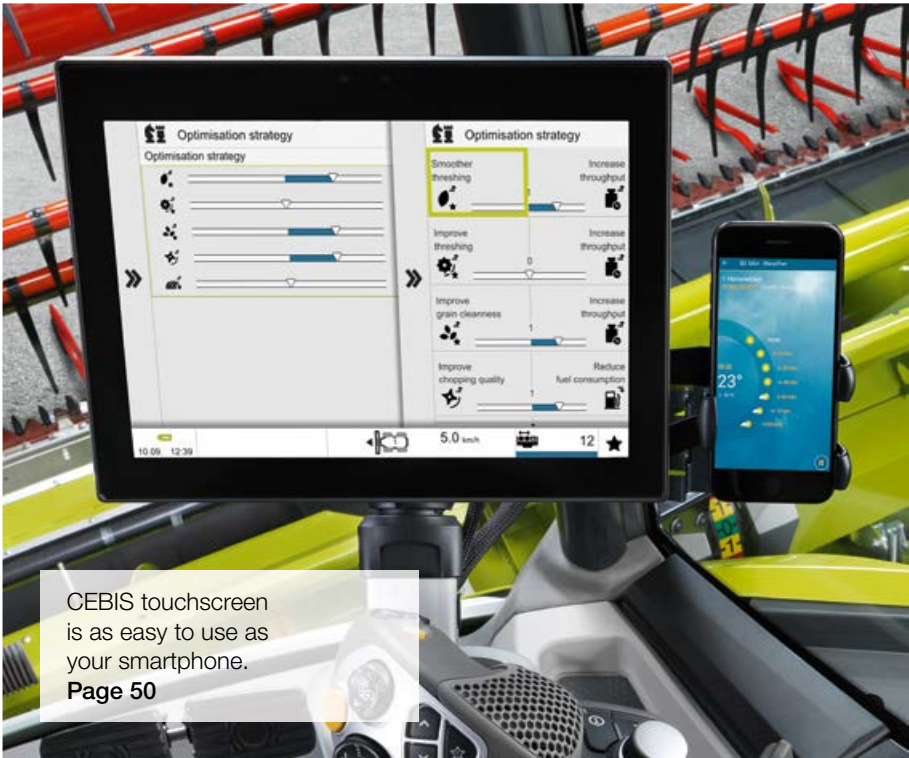 Optimisation strategy
Optimisation strategy
Optimisation strategy
Smoother
threshing
Increase
throughput
1
Improve
threshing
Increase
throughput
0
Improve
grain cleanness
Increase
throughput
1
Improve
chopping quality
Reduce
fuel consumption
1
10.09. 12:39
5.0 km/h
12
23°
CEBIS touchscreen
is as easy to use as
your smartphone.
Page 50